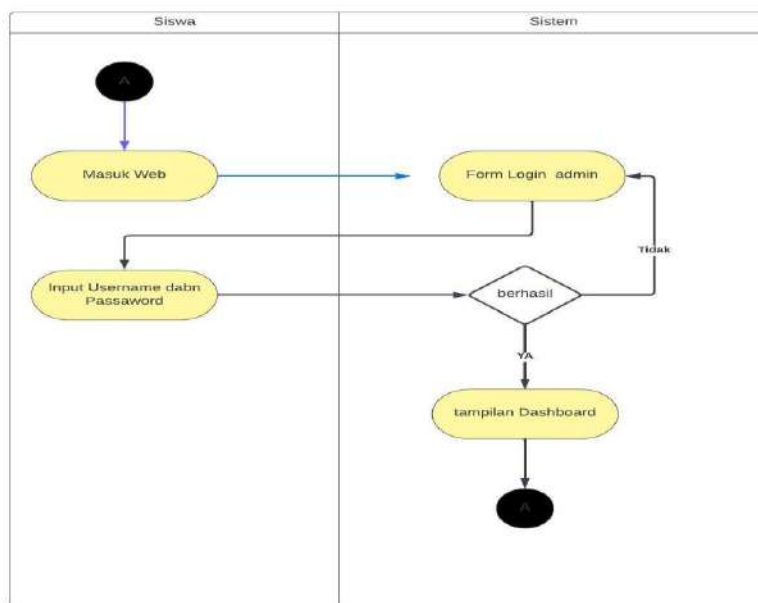 Siswa
Sistem
A
Masuk Web
Form Login admin
Tidak
Input Username dabn
Passaword
berhasil
YA
tampilan Dashboard
A